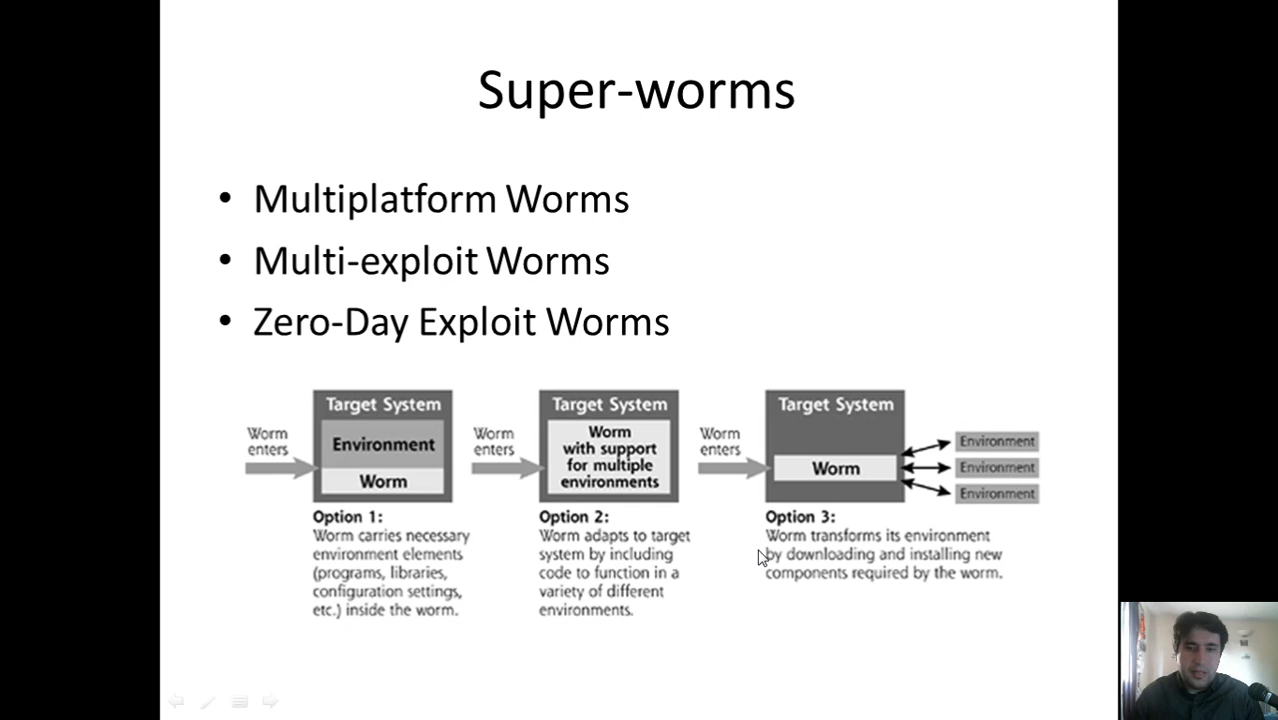 Super-worms
• Multiplatform Worms
• Multi-exploit Worms
• Zero-Day Exploit Worms
Target System
Worm
enters
Environment
Worm
Option 1:
Worm carries necessary
environment elements
(programs, libraries,
configuration settings,
etc.) inside the worm.
Target System
Worm
enters
Worm
with support
for multiple
environments
Option 2:
Worm adapts to target
system by including
code to function in a
variety of different
environments.
Target System
Worm
enters
Worm
Environment
Environment
Environment
Option 3:
Worm transforms its environment
by downloading and installing new
components required by the worm.